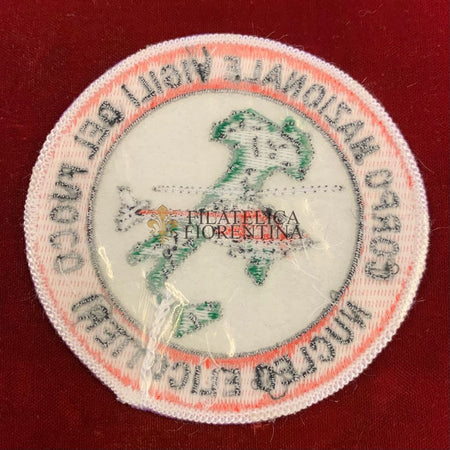 CORPO NAZIONALE VIGILI DEL FUOCO
NUCLEO ELICOTTERI
FILATELICA
FIORENTINA